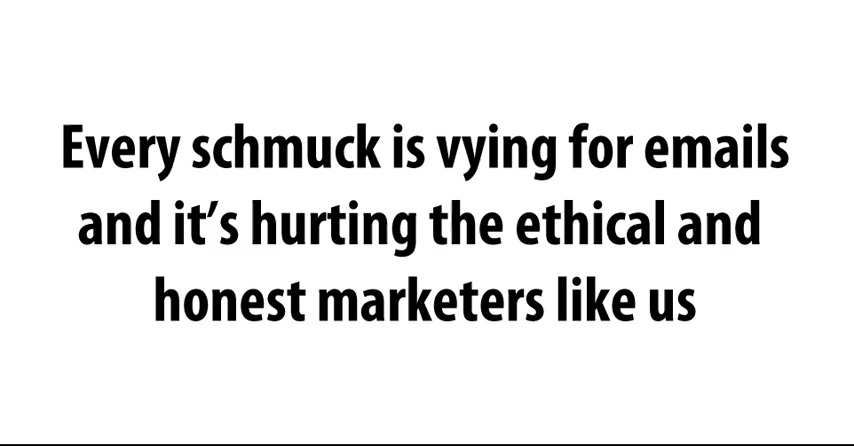 Every schmuck is vying for emails
and it’s hurting the ethical and
honest marketers like us